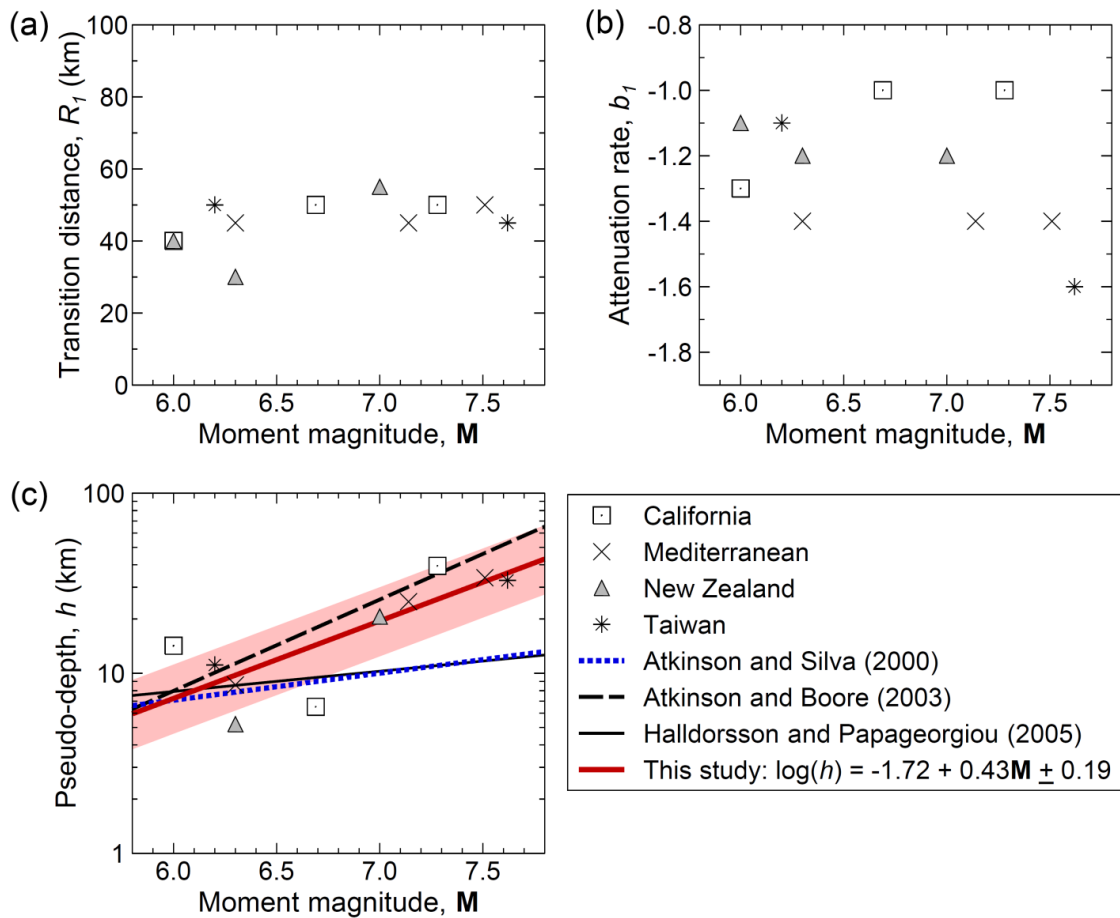 (a)
100
80
60
40
20
0
Transition distance, R1 (km)
6.0 6.5 7.0 7.5
Moment magnitude, M
(b)
-0.8
-1.0
-1.2
-1.4
-1.6
-1.8
Attenuation rate, b1
6.0 6.5 7.0 7.5
Moment magnitude, M
(c)
100
10
1
Pseudo-depth, h (km)
6.0 6.5 7.0 7.5
Moment magnitude, M
California
Mediterranean
New Zealand
Taiwan
Atkinson and Silva (2000)
Atkinson and Boore (2003)
Halldorsson and Papageorgiou (2005)
This study: log(h) = -1.72 + 0.43M ± 0.19